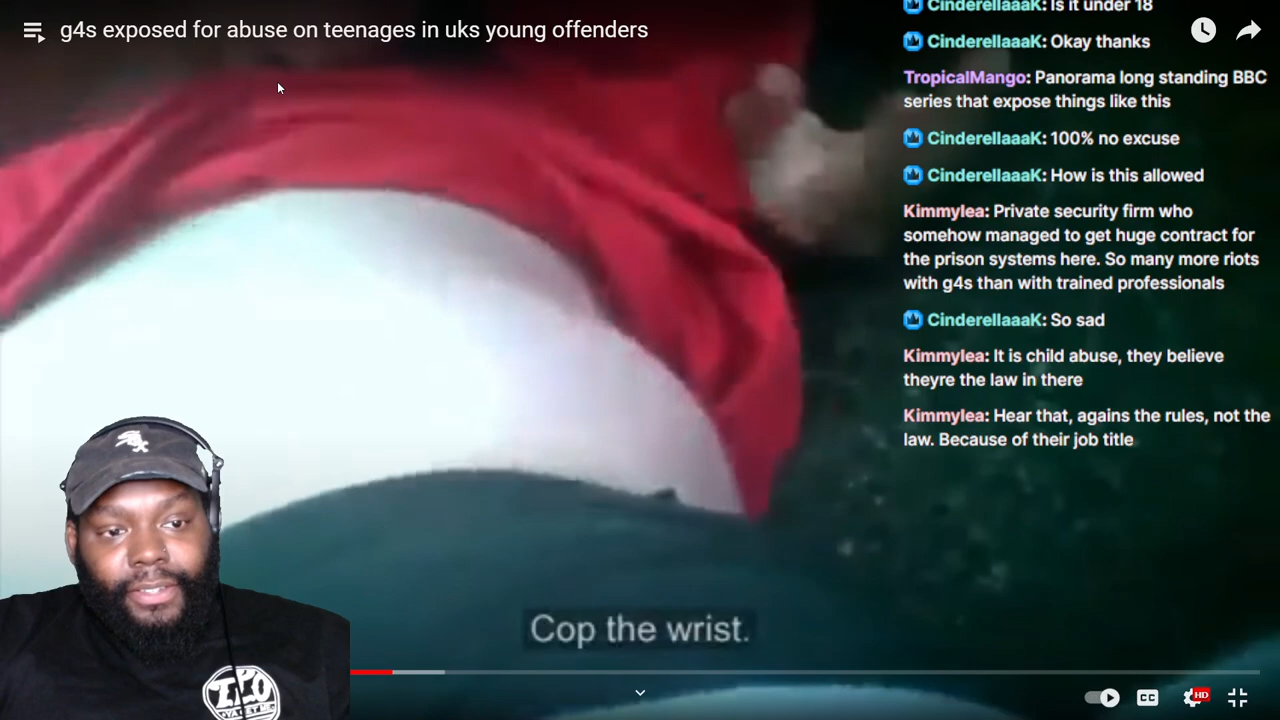 g4s exposed for abuse on teenages in uks young offenders
CinderellaaaK: Is it under 18
CinderellaaaK: Okay thanks
TropicalMango: Panorama long standing BBC
series that expose things like this
CinderellaaaK: 100% no excuse
CinderellaaaK: How is this allowed
Kimmylea: Private security firm who
somehow managed to get huge contract for
the prison systems here. So many more riots
with g4s than with trained professionals
CinderellaaaK: So sad
Kimmylea: It is child abuse, they believe
theyre the law in there
Kimmylea: Hear that, agains the rules, not the
law. Because of their job title
Cop the wrist.
CC
HD